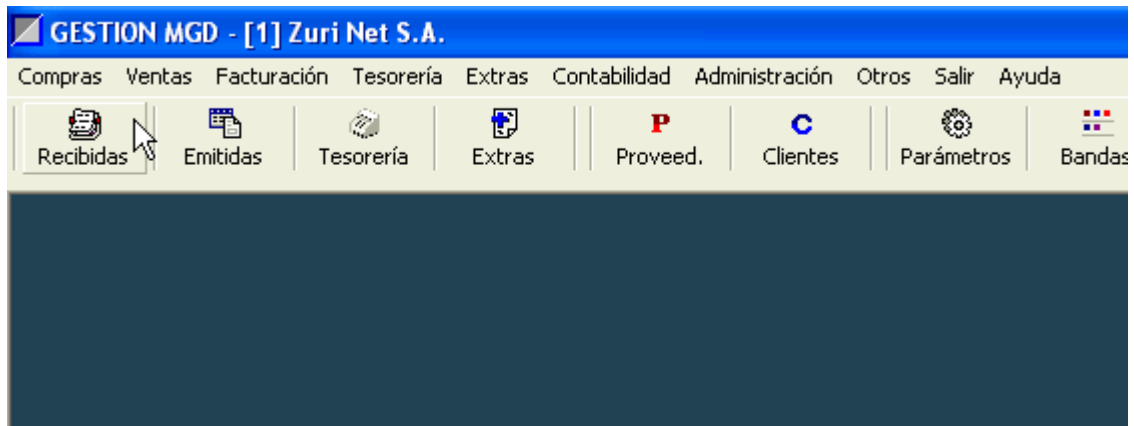 GESTION MGD - [1] Zuri Net S.A.
Compras Ventas Facturación Tesorería Extras Contabilidad Administración Otros Salir Ayuda
P C
Recibidas Emitidas Tesorería Extras Proveed. Clientes Parámetros Bandas